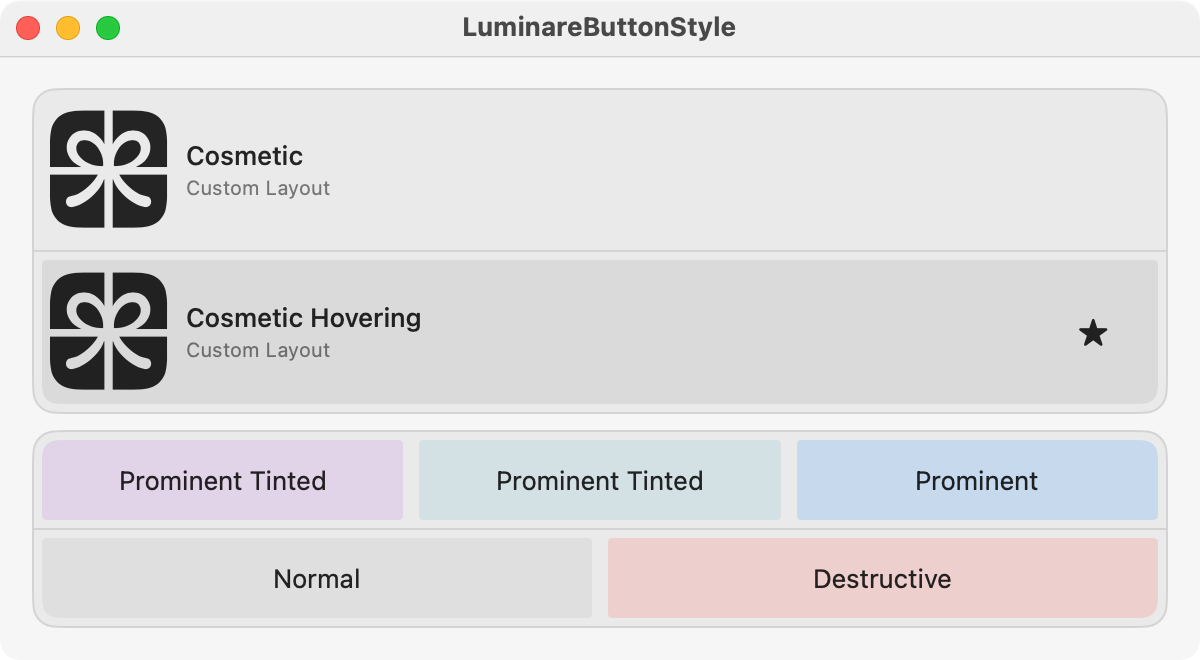 LuminareButtonStyle
Cosmetic
Custom Layout
Cosmetic Hovering
Custom Layout
Prominent Tinted
Prominent Tinted
Prominent
Normal
Destructive